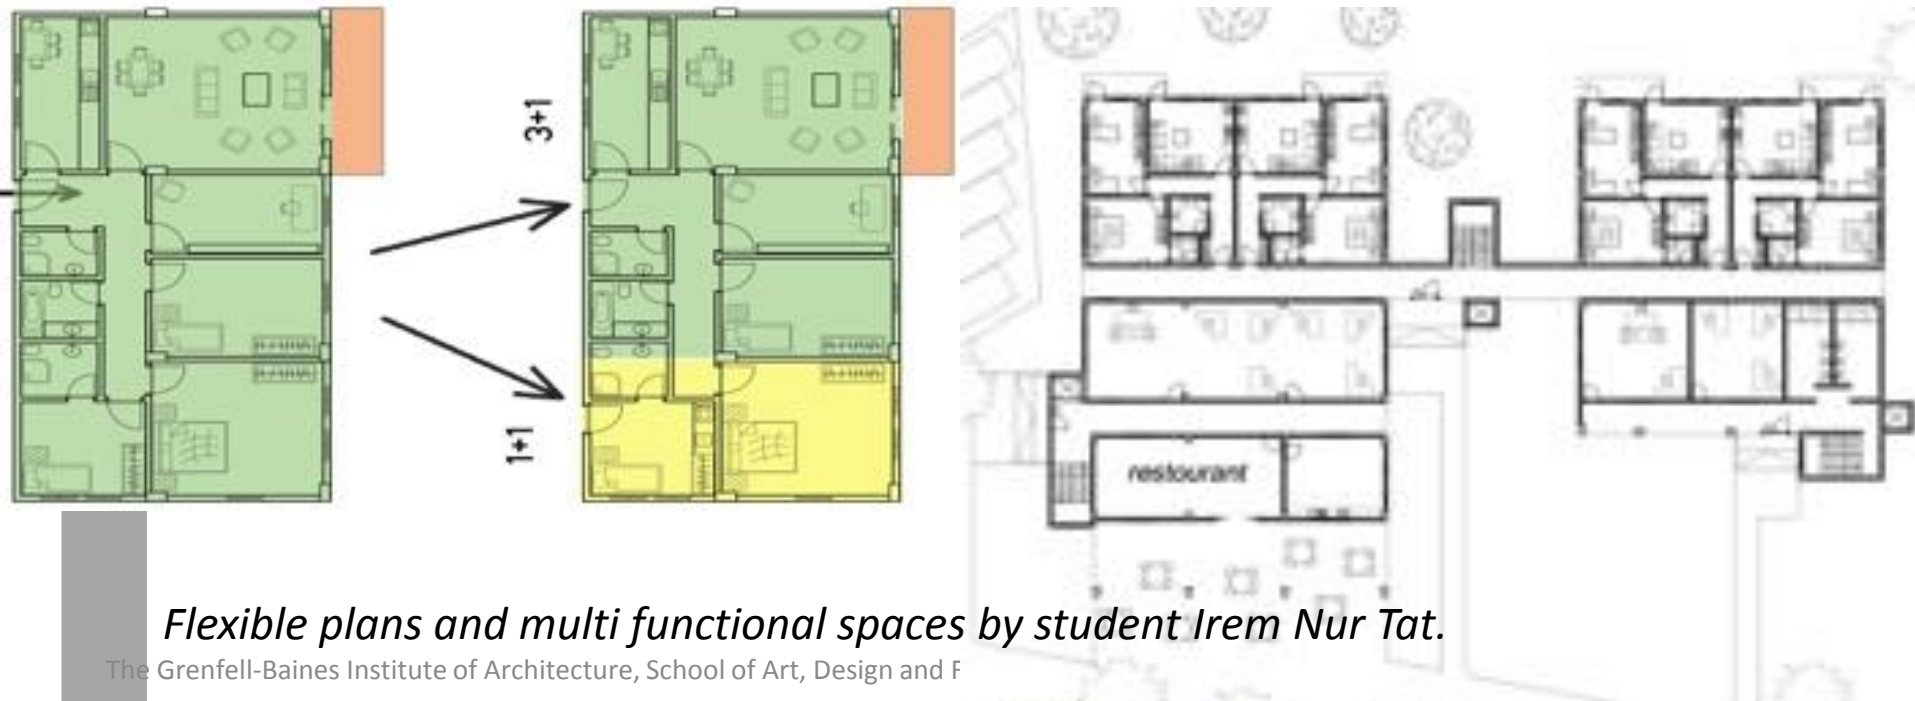 3+1
1+1
restourant
Flexible plans and multi functional spaces by student Irem Nur Tat.
The Grenfell-Baines Institute of Architecture, School of Art, Design and F